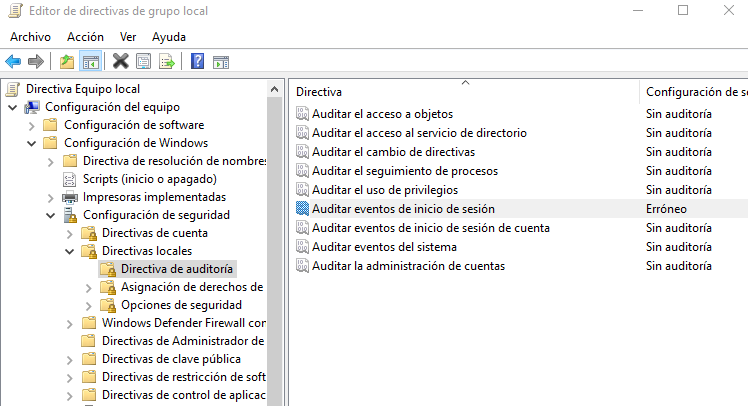 Editor de directivas de grupo local
Archivo Acción Ver Ayuda
Directiva Equipo local
Configuración del equipo
Configuración de software
Configuración de Windows
Directiva de resolución de nombres
Scripts (inicio o apagado)
Impresoras implementadas
Configuración de seguridad
Directivas de cuenta
Directivas locales
Directiva de auditoría
Asignación de derechos de
Opciones de seguridad
Windows Defender Firewall con
Directivas de Administrador de
Directivas de clave pública
Directivas de restricción de soft
Directivas de control de aplicac
Directiva Configuración de se
Auditar el acceso a objetos Sin auditoría
Auditar el acceso al servicio de directorio Sin auditoría
Auditar el cambio de directivas Sin auditoría
Auditar el seguimiento de procesos Sin auditoría
Auditar el uso de privilegios Sin auditoría
Auditar eventos de inicio de sesión Erróneo
Auditar eventos de inicio de sesión de cuenta Sin auditoría
Auditar eventos del sistema Sin auditoría
Auditar la administración de cuentas Sin auditoría